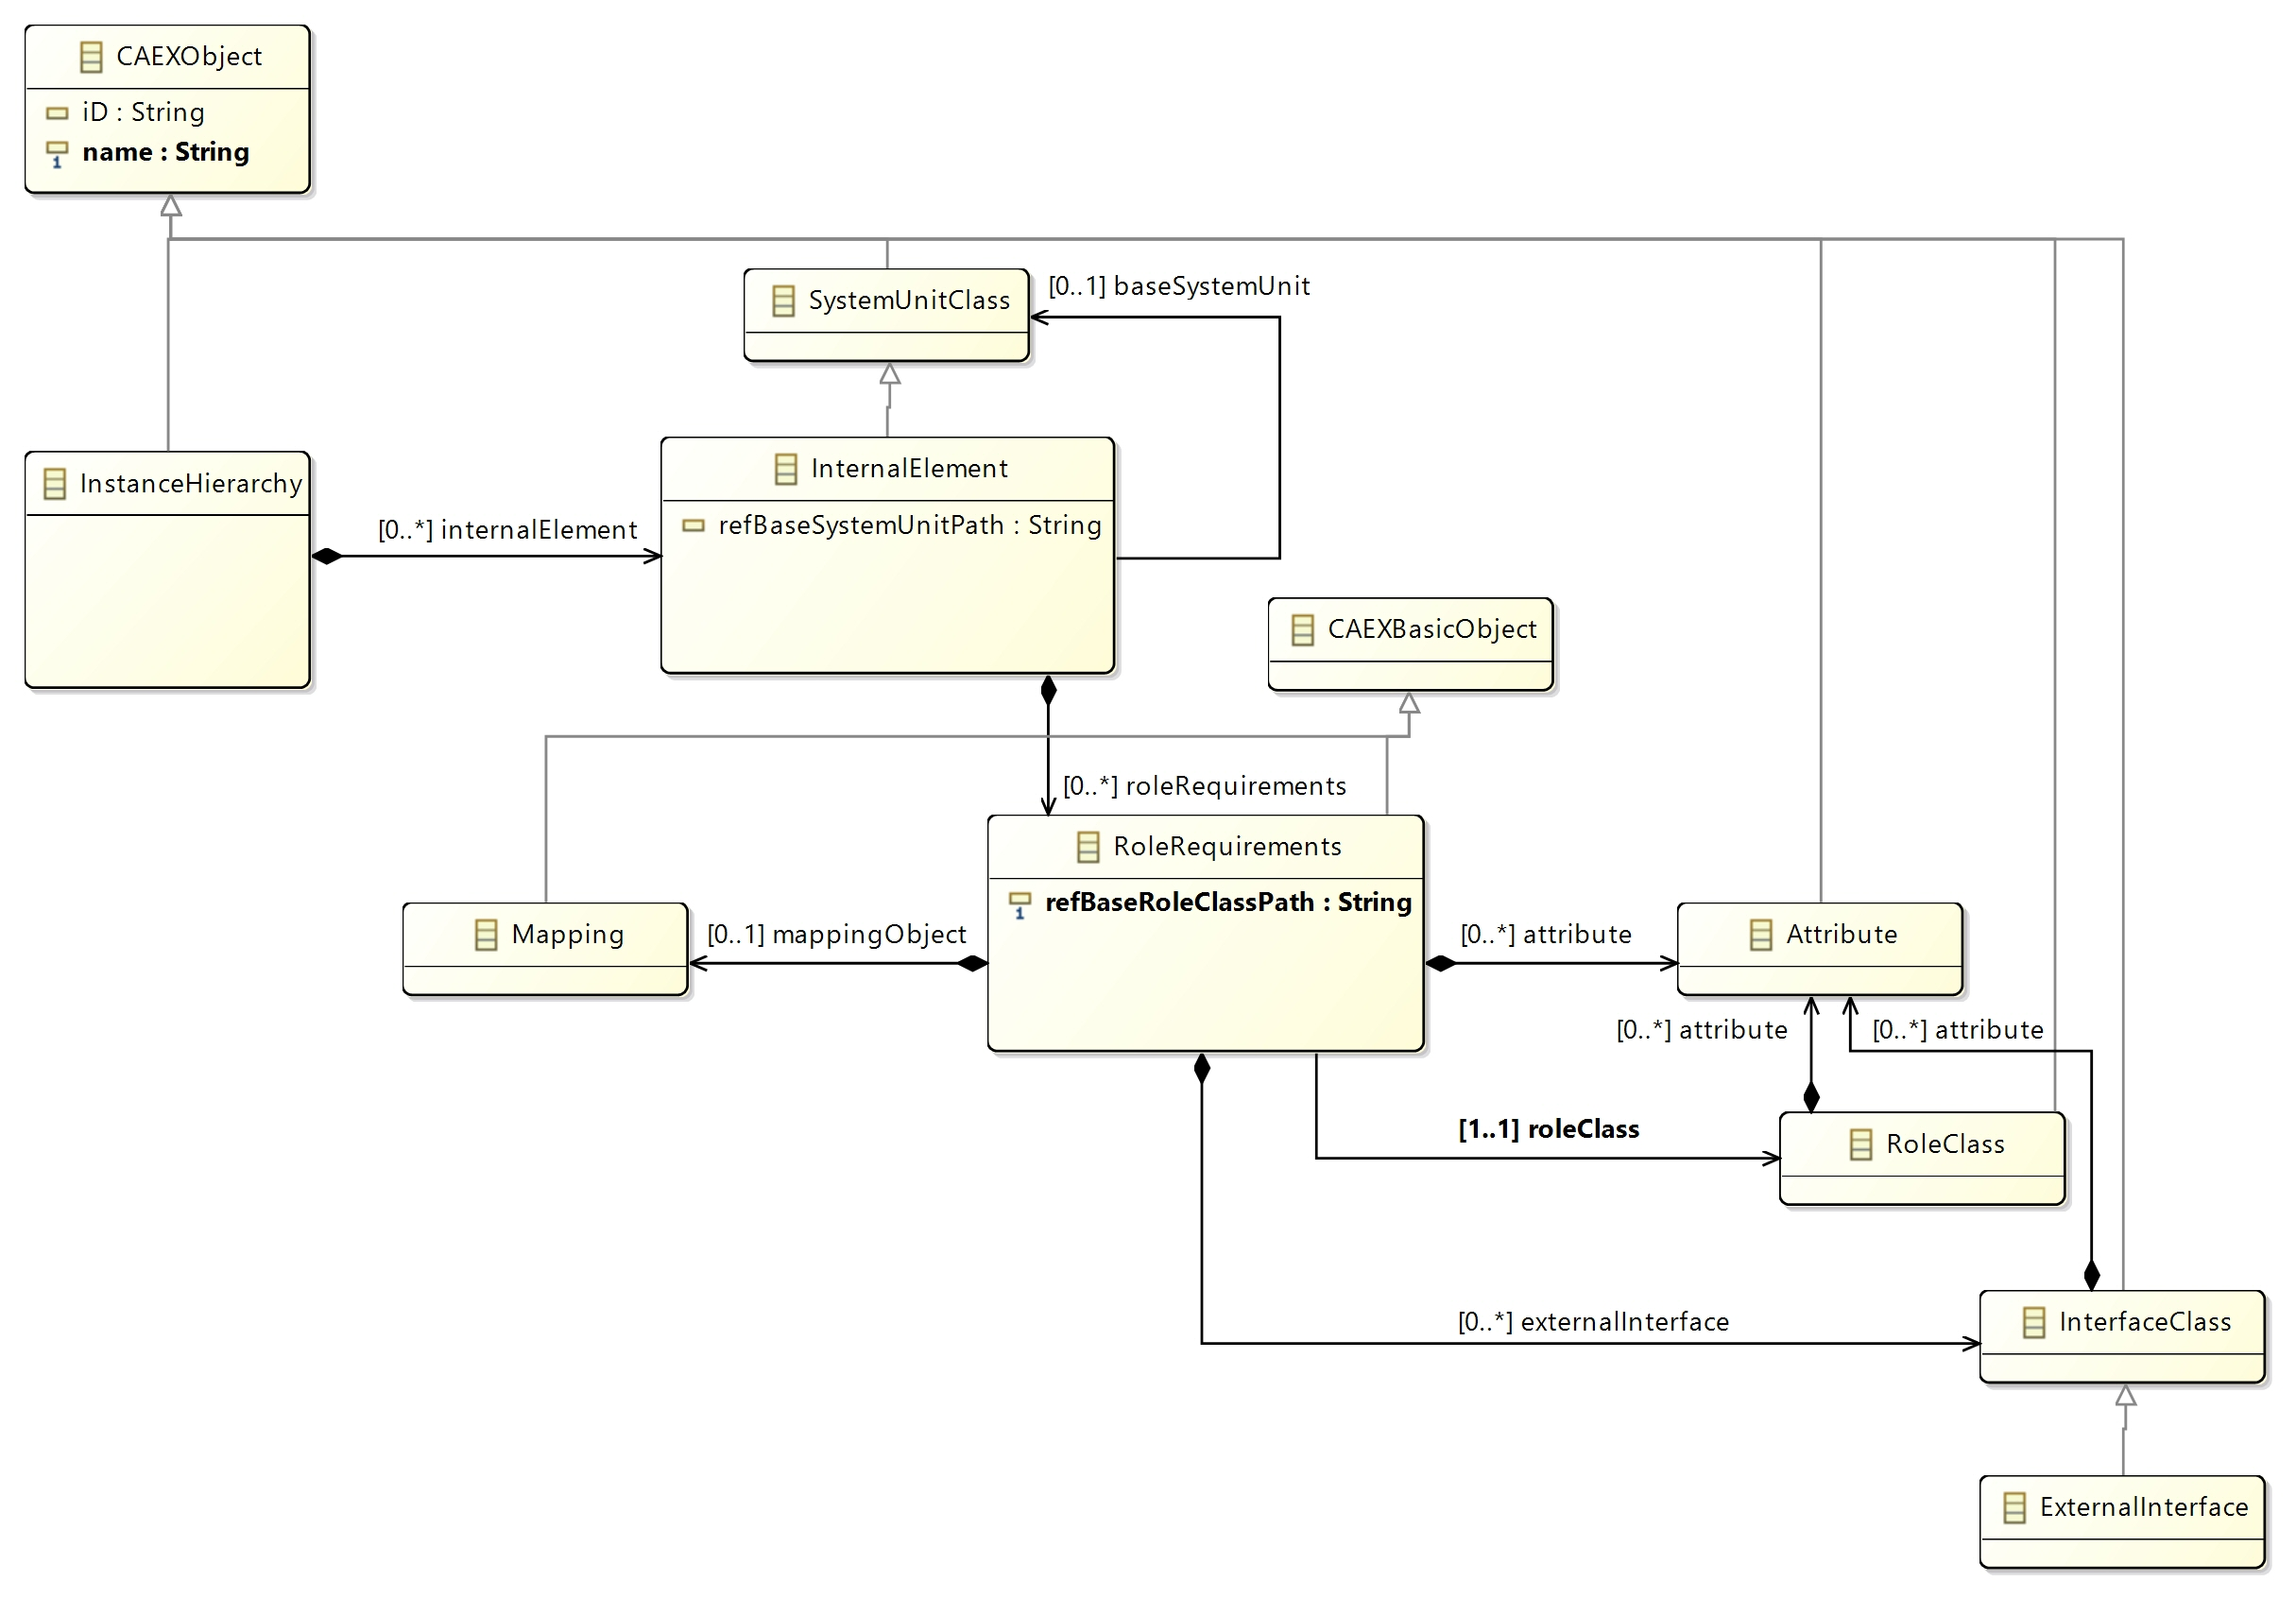 CAEXObject
iD : String
1 name : String
SystemUnitClass
[0..1] baseSystemUnit
InstanceHierarchy
[0..*] internalElement
InternalElement
refBaseSystemUnitPath : String
CAEXBasicObject
[0..*] roleRequirements
RoleRequirements
1 refBaseRoleClassPath : String
Mapping
[0..1] mappingObject
[0..*] attribute
Attribute
[0..*] attribute
[0..*] attribute
[1..1] roleClass
RoleClass
[0..*] externalInterface
InterfaceClass
ExternalInterface